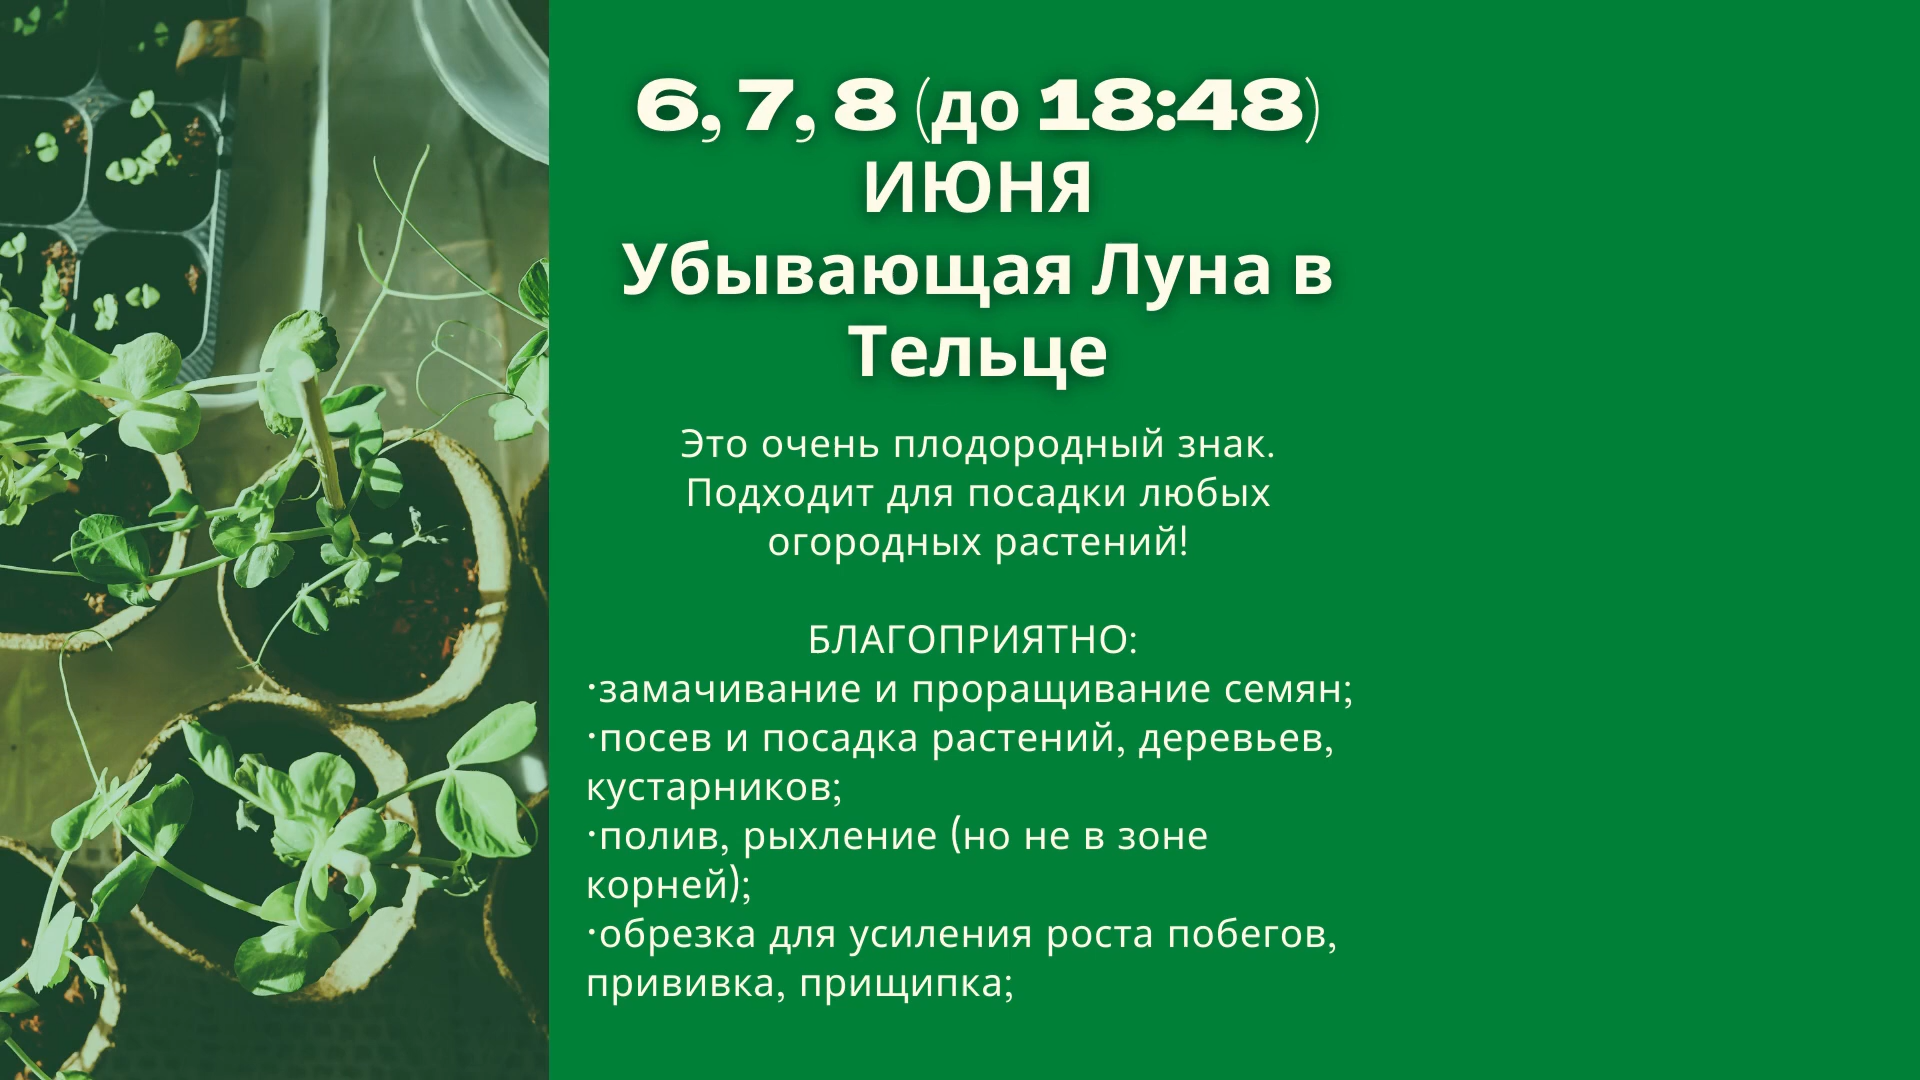 6, 7, 8 (до 18:48)
ИЮНЯ
Убывающая Луна в
Тельце
Это очень плодородный знак.
Подходит для посадки любых
огородных растений!
БЛАГОПРИЯТНО:
·замачивание и проращивание семян;
·посев и посадка растений, деревьев,
кустарников;
·полив, рыхление (но не в зоне
корней);
·обрезка для усиления роста побегов,
прививка, прищипка;